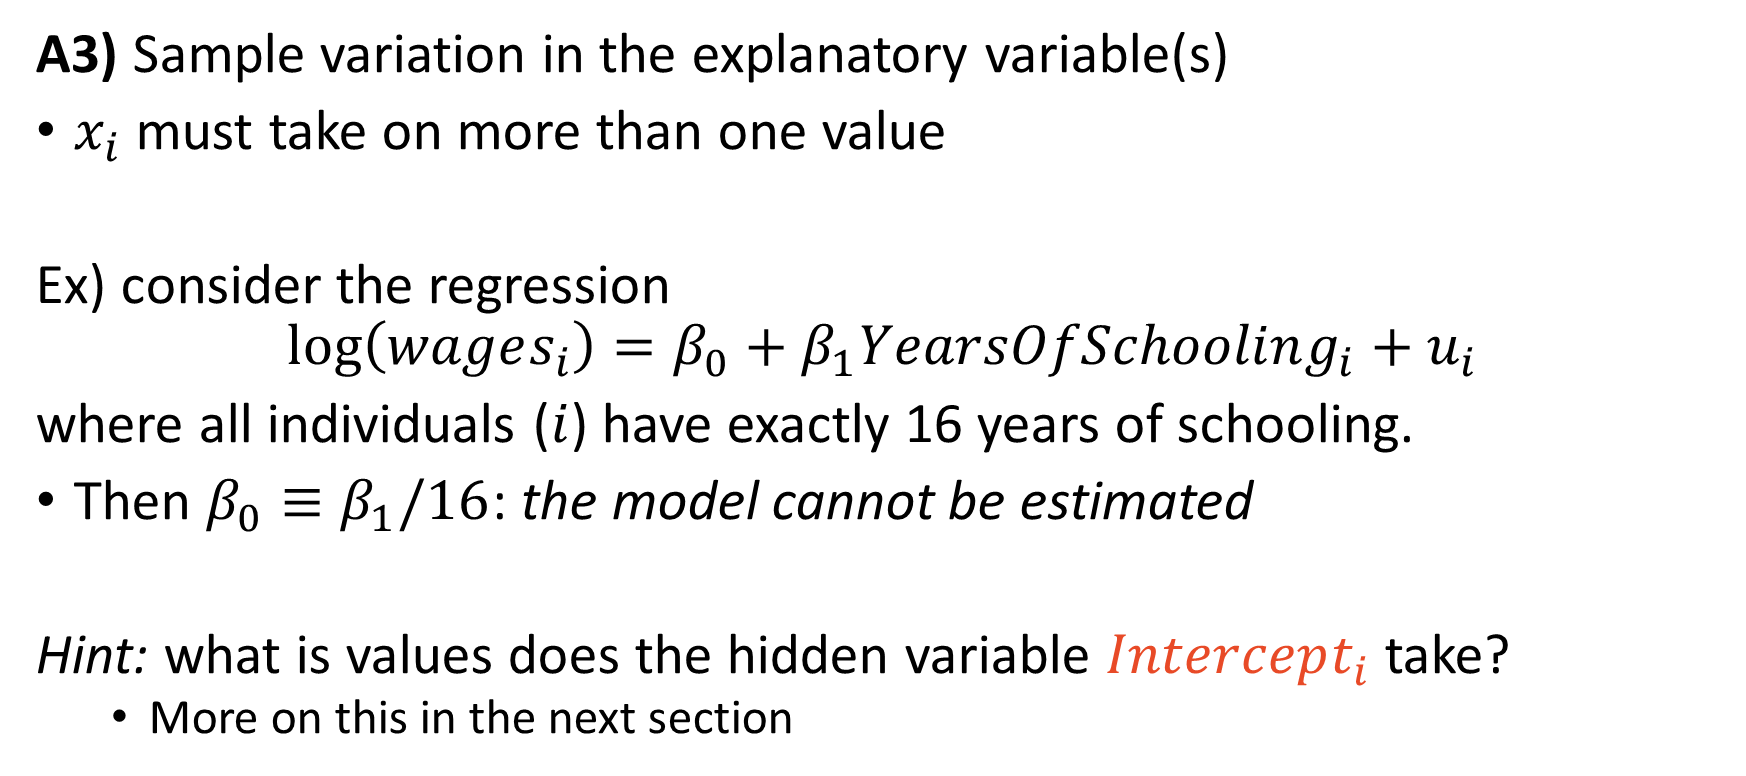 A3) Sample variation in the explanatory variable(s)
• xᵢ must take on more than one value
Ex) consider the regression
log(wagesᵢ) = β₀ + β₁YearsOfSchoolingᵢ + uᵢ
where all individuals (i) have exactly 16 years of schooling.
• Then β₀ ≡ β₁/16: the model cannot be estimated
Hint: what is values does the hidden variable Interceptᵢ take?
• More on this in the next section